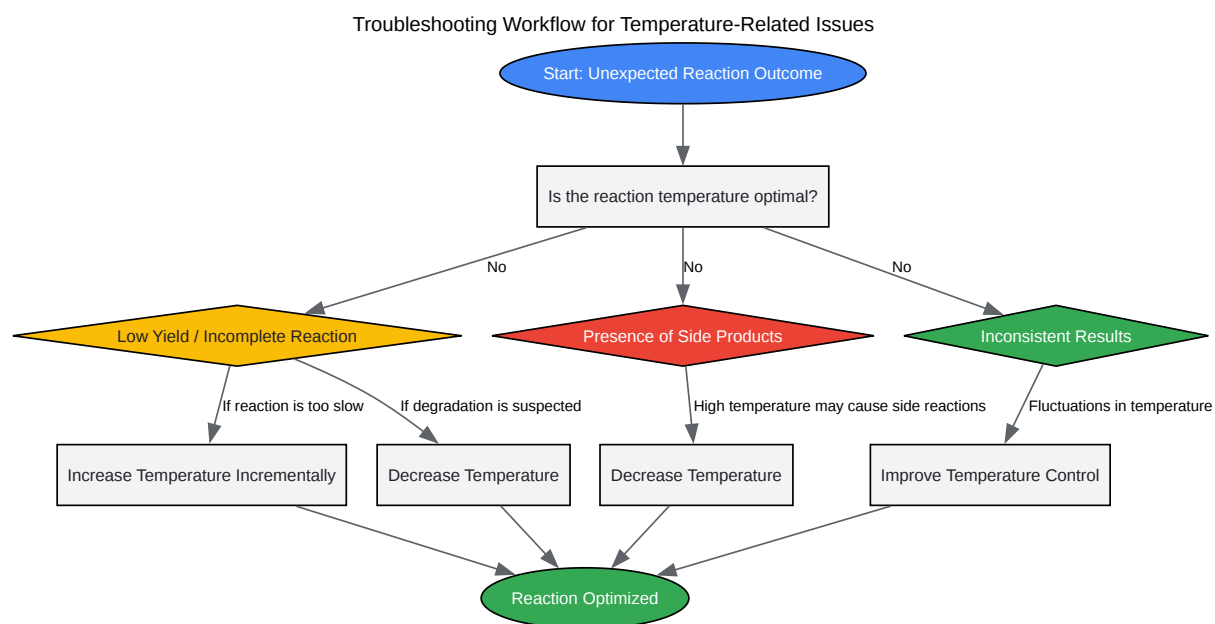 Troubleshooting Workflow for Temperature-Related Issues
Start: Unexpected Reaction Outcome
Is the reaction temperature optimal?
No
No
No
Low Yield / Incomplete Reaction
Presence of Side Products
Inconsistent Results
If reaction is too slow
If degradation is suspected
High temperature may cause side reactions
Fluctuations in temperature
Increase Temperature Incrementally
Decrease Temperature
Decrease Temperature
Improve Temperature Control
Reaction Optimized